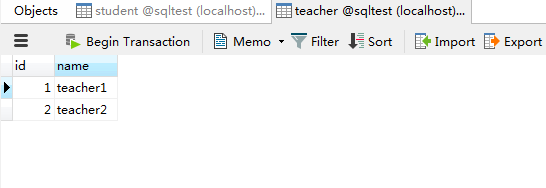 Objects student @sqltest (localhost)... teacher @sqltest (localhost)...
Begin Transaction Memo Filter Sort Import Export
id name
1 teacher1
2 teacher2